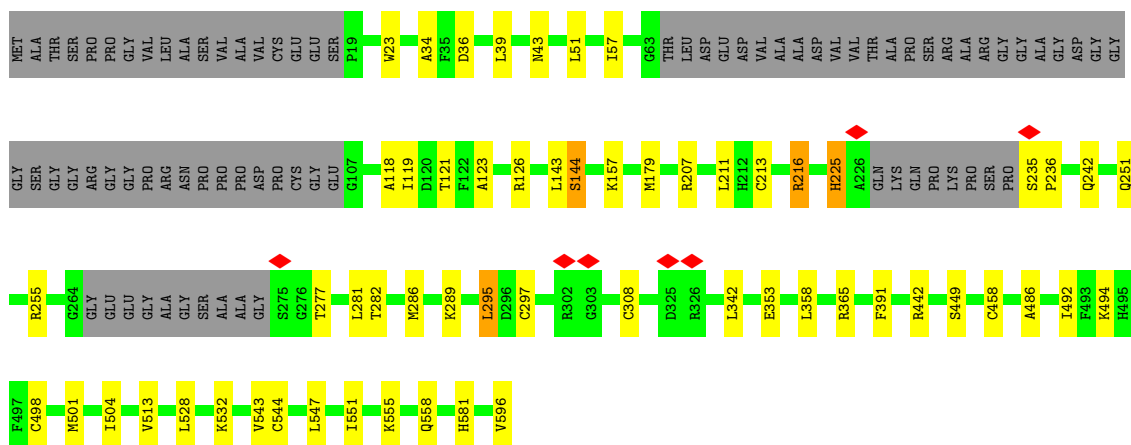 MET ALA THR SER PRO PRO GLY VAL LEU ALA SER VAL ALA VAL CYS GLU GLU SER P19 W23 A34 F35 D36 L39 N43 L51 I57 G63 THR LEU ASP GLU ASP VAL ALA ALA ASP VAL VAL THR ALA PRO SER ARG ALA ARG GLY GLY ALA GLY ASP GLY GLY
GLY SER GLY GLY ARG GLY GLY PRO ARG ASN PRO PRO PRO ASP PRO CYS GLY GLU G107 A118 I119 D120 T121 F122 A123 R126 L143 S144 K157 M179 R207 L211 H212 C213 R216 H225 A226 GLN LYS GLN PRO LYS PRO SER PRO S235 P236 Q242 Q251
R255 G264 GLY GLU GLU GLY ALA GLY SER ALA ALA GLY S275 G276 T277 L281 T282 M286 K289 L295 D296 C297 R302 G303 C308 D325 R326 L342 E353 L358 R365 F391 R442 S449 C458 A486 I492 F493 K494 H495
F497 C498 M501 I504 V513 L528 K532 V543 C544 L547 I551 K555 Q558 H581 V596